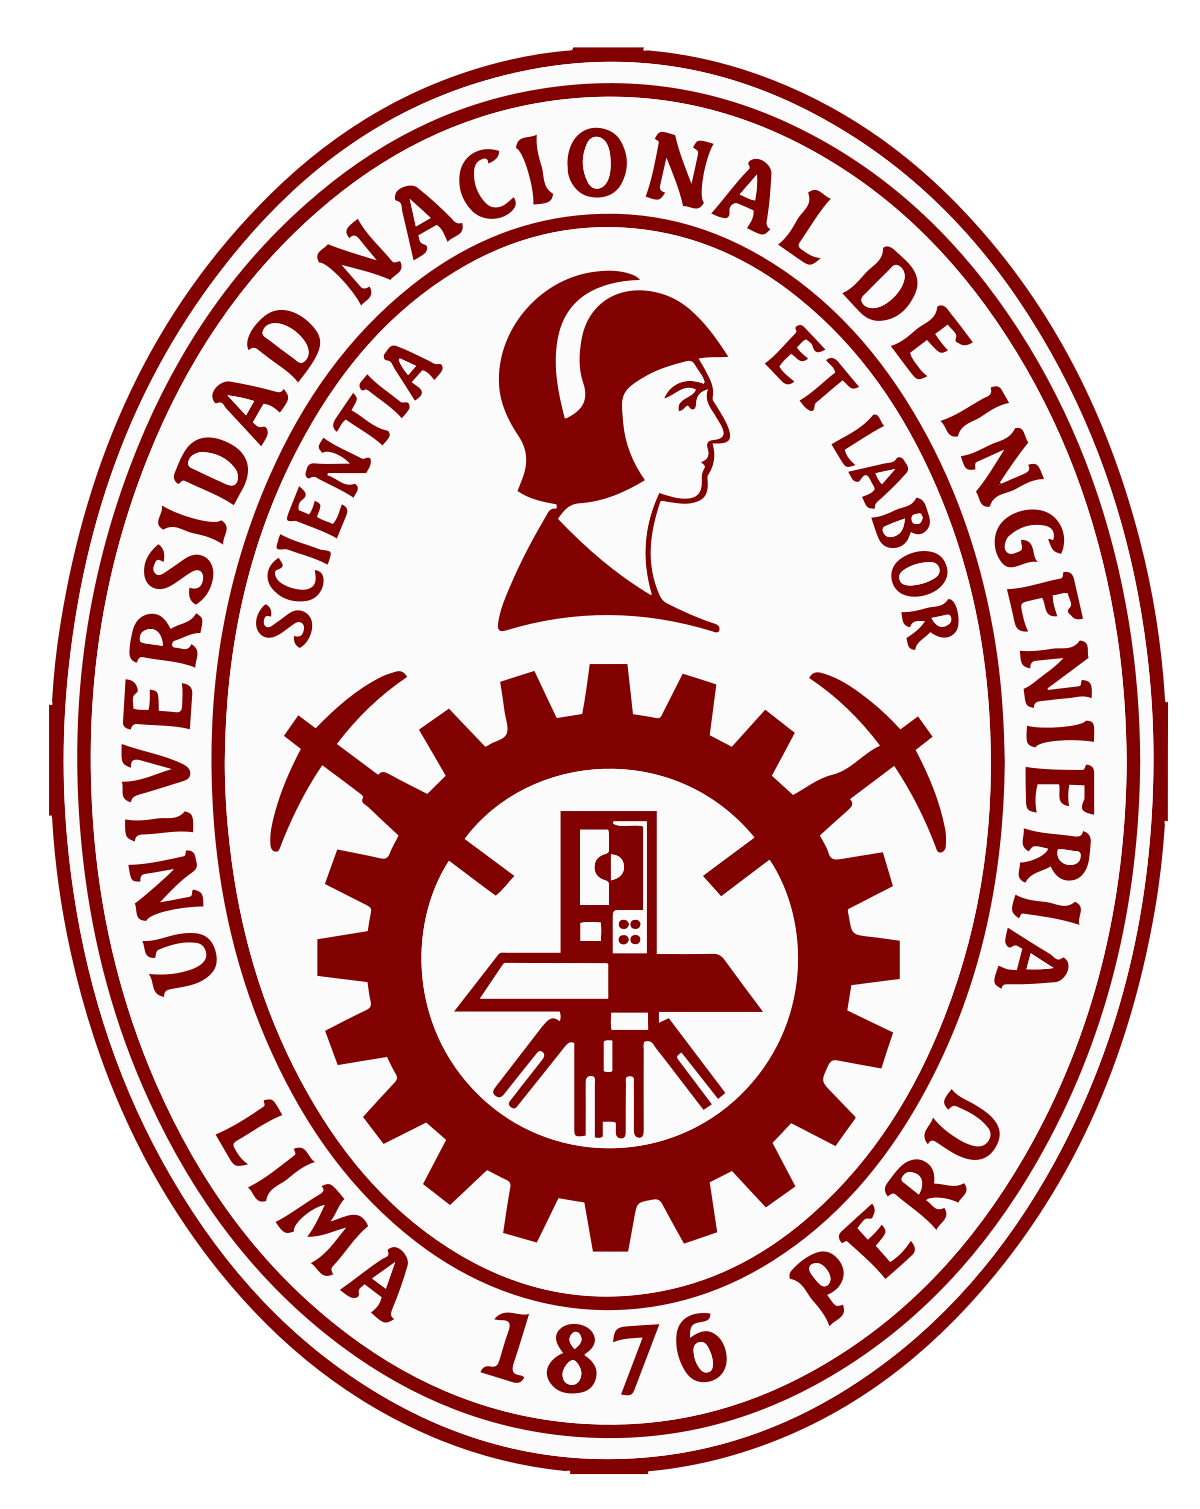 UNIVERSIDAD NACIONAL DE INGENIERIA
SCIENTIA ET LABOR
LIMA 1876 PERU